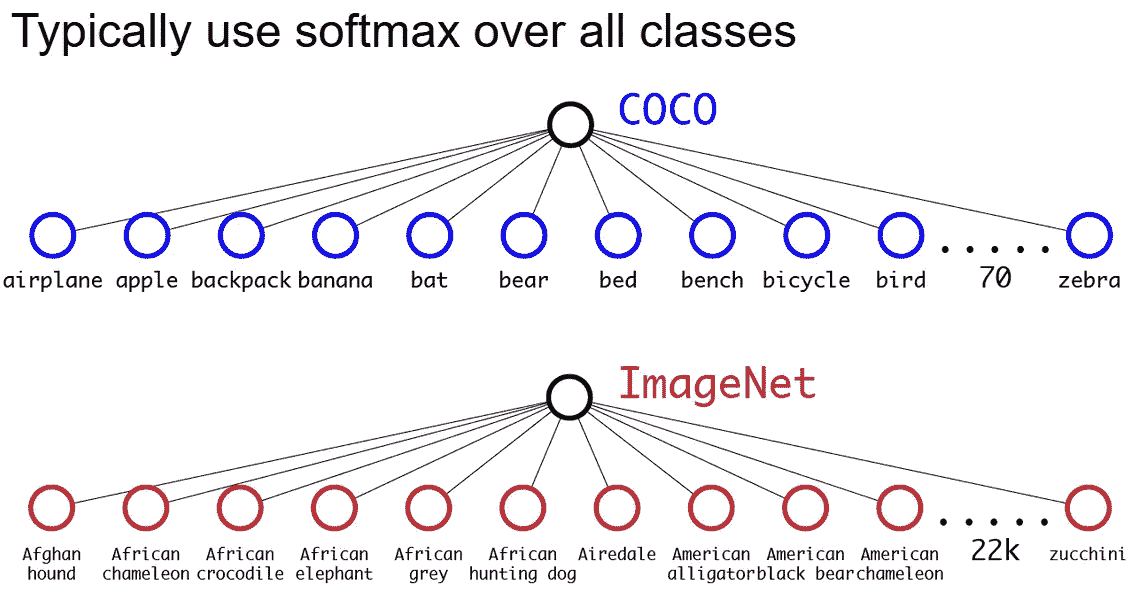 Typically use softmax over all classes
COCO
airplane apple backpack banana bat bear bed bench bicycle bird ..... 70 zebra
ImageNet
Afghan African African African African African Airedale American American American ..... 22k zucchini
hound chameleon crocodile elephant grey hunting dog alligator black bear chameleon